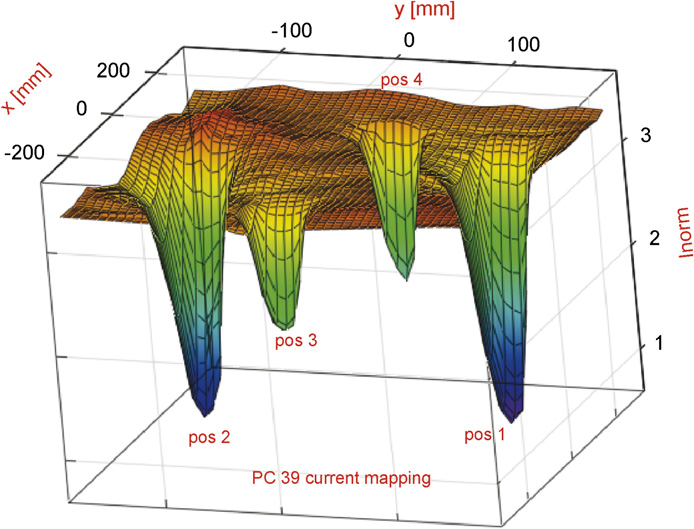 y [mm]
-100
0
100
x [mm]
200
0
-200
pos 4
3
2
1
Inorm
pos 3
pos 2
pos 1
PC 39 current mapping